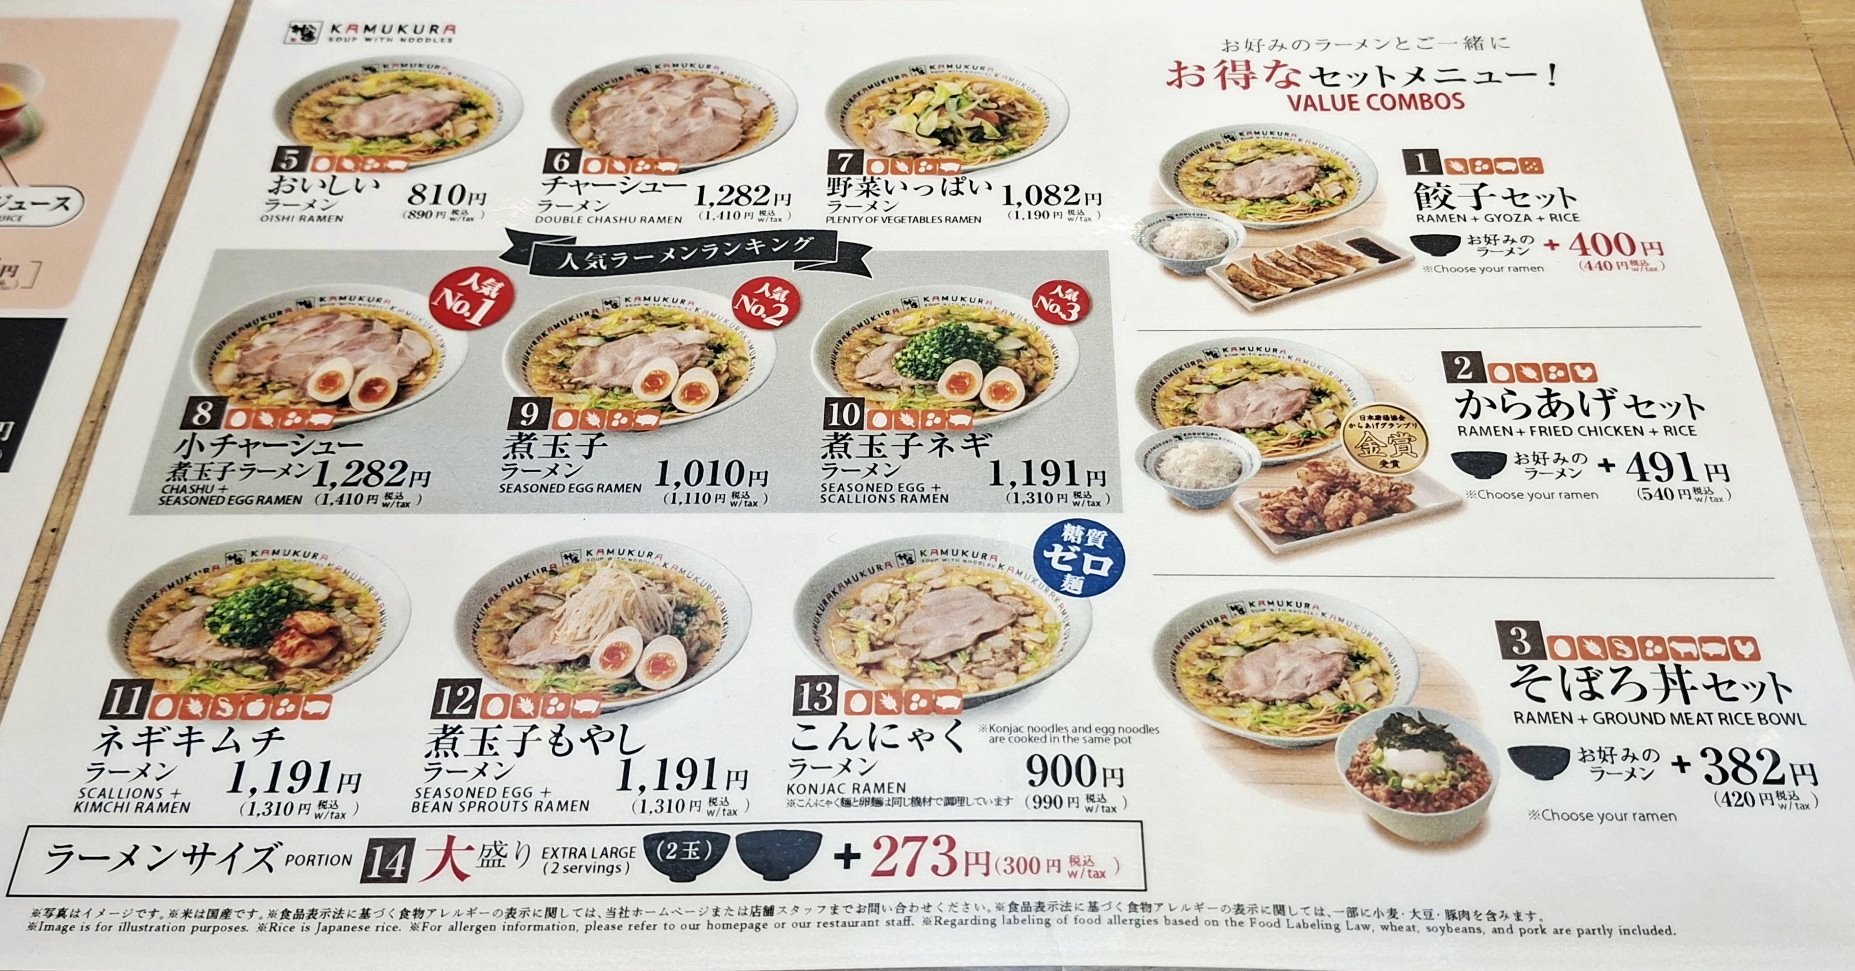 KAMUKURA
SOUP WITH NOODLES
5
おいしい
ラーメン
OISHI RAMEN
810円
(890円税込 w/tax)
6
チャーシュー
ラーメン
DOUBLE CHASHU RAMEN
1,282円
(1,410円税込 w/tax)
7
野菜いっぱい
ラーメン
PLENTY OF VEGETABLES RAMEN
1,082円
(1,190円税込 w/tax)
人気ラーメンランキング
人気
No.1
8
小チャーシュー
煮玉子ラーメン
CHASHU +
SEASONED EGG RAMEN
1,282円
(1,410円税込 w/tax)
人気
No.2
9
煮玉子
ラーメン
SEASONED EGG RAMEN
1,010円
(1,110円税込 w/tax)
人気
No.3
10
煮玉子ネギ
ラーメン
SEASONED EGG +
SCALLIONS RAMEN
1,191円
(1,310円税込 w/tax)
11
ネギキムチ
ラーメン
SCALLIONS +
KIMCHI RAMEN
1,191円
(1,310円税込 w/tax)
12
煮玉子もやし
ラーメン
SEASONED EGG +
BEAN SPROUTS RAMEN
1,191円
(1,310円税込 w/tax)
糖質
ゼロ
麺
13
こんにゃく
ラーメン
KONJAC RAMEN
※Konjac noodles and egg noodles
are cooked in the same pot
900円
(990円税込 w/tax)
※こんにゃく麺と卵麺は同じ機材で調理しています
ラーメンサイズ PORTION 14 大盛り EXTRA LARGE (2 servings) (2玉) + 273円 (300円税込 w/tax)
お好みのラーメンとご一緒に
お得なセットメニュー!
VALUE COMBOS
1
餃子セット
RAMEN + GYOZA + RICE
お好みの
ラーメン
+ 400円
(440円税込 w/tax)
※Choose your ramen
2
からあげセット
RAMEN + FRIED CHICKEN + RICE
お好みの
ラーメン
+ 491円
(540円税込 w/tax)
※Choose your ramen
日本唐揚協会
からあげグランプリ
金賞
受賞
3
そぼろ丼セット
RAMEN + GROUND MEAT RICE BOWL
お好みの
ラーメン
+ 382円
(420円税込 w/tax)
※Choose your ramen
※写真はイメージです。※米は国産です。※食品表示法に基づく食物アレルギーの表示に関しては、当社ホームページまたは店舗スタッフまでお問い合わせください。※食品表示法に基づく食物アレルギーの表示に関しては、一部に小麦・大豆・豚肉を含みます。
※Image is for illustration purposes. ※Rice is Japanese rice. ※For allergen information, please refer to our homepage or our restaurant staff. ※Regarding labeling of food allergies based on the Food Labeling Law, wheat, soybeans, and pork are partly included.
ジュース
UICE
円
円